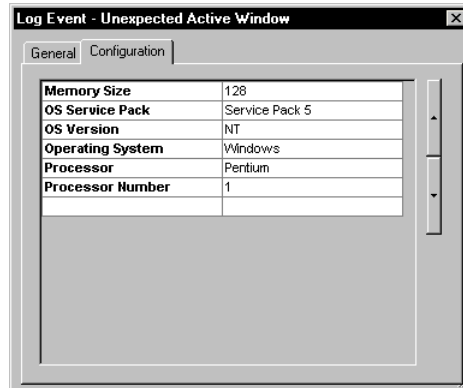 Log Event - Unexpected Active Window
General Configuration
Memory Size 128
OS Service Pack Service Pack 5
OS Version NT
Operating System Windows
Processor Pentium
Processor Number 1